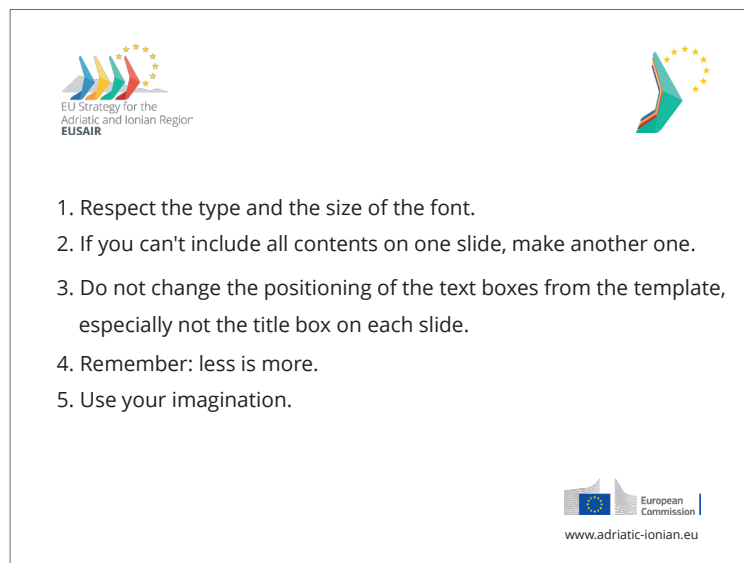 EU Strategy for the
Adriatic and Ionian Region
EUSAIR
1. Respect the type and the size of the font.
2. If you can't include all contents on one slide, make another one.
3. Do not change the positioning of the text boxes from the template,
especially not the title box on each slide.
4. Remember: less is more.
5. Use your imagination.
European
Commission
www.adriatic-ionian.eu